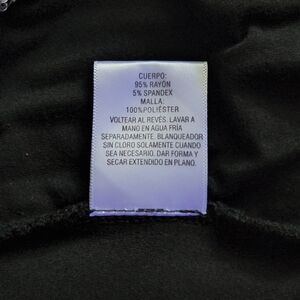 CUERPO:
95% RAYÓN
5% SPANDEX
MALLA:
100% POLIÉSTER
VOLTEAR AL REVÉS. LAVAR A
MANO EN AGUA FRÍA
SEPARADAMENTE. BLANQUEADOR
SIN CLORO SOLAMENTE CUANDO
SEA NECESARIO. DAR FORMA Y
SECAR EXTENDIDO EN PLANO.